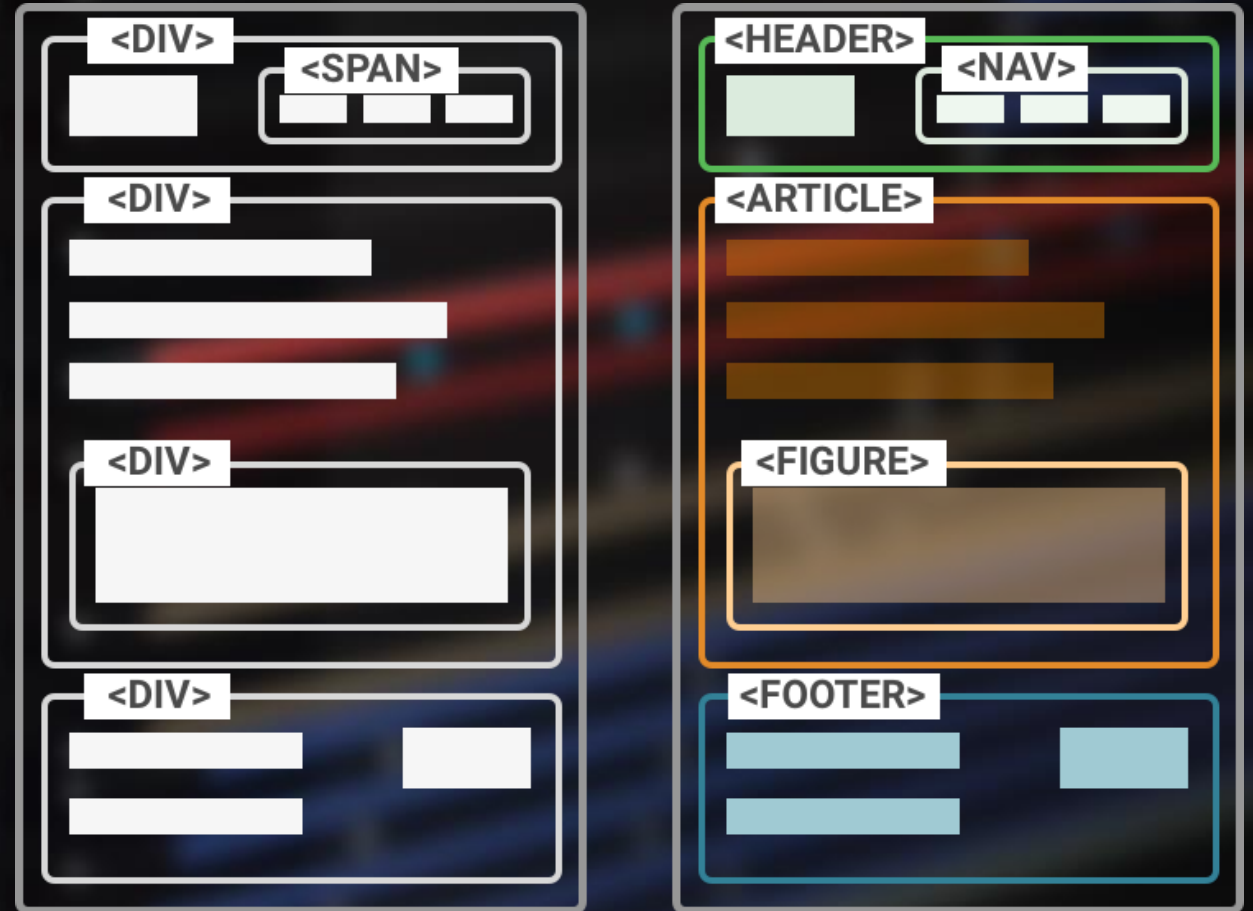 <DIV>
<SPAN>
<DIV>
<DIV>
<DIV>
<HEADER>
<NAV>
<ARTICLE>
<FIGURE>
<FOOTER>